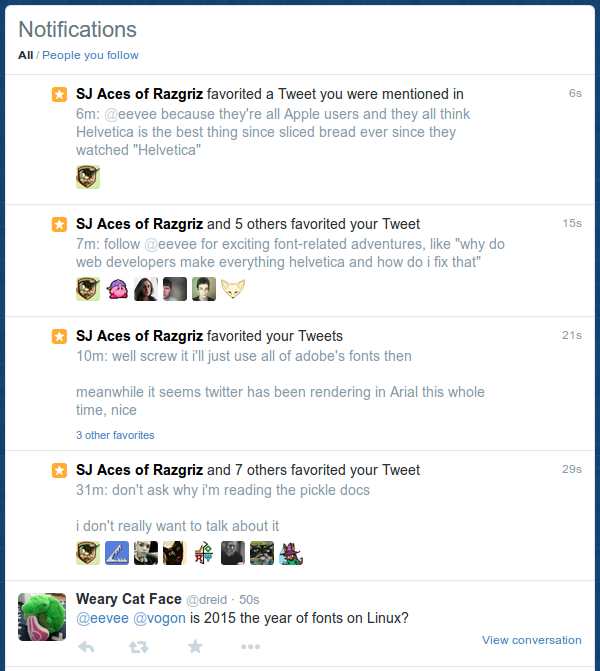 Notifications
All / People you follow
SJ Aces of Razgriz favorited a Tweet you were mentioned in 6s
6m: @eevee because they're all Apple users and they all think
Helvetica is the best thing since sliced bread ever since they
watched "Helvetica"
SJ Aces of Razgriz and 5 others favorited your Tweet 15s
7m: follow @eevee for exciting font-related adventures, like "why do
web developers make everything helvetica and how do i fix that"
SJ Aces of Razgriz favorited your Tweets 21s
10m: well screw it i'll just use all of adobe's fonts then
meanwhile it seems twitter has been rendering in Arial this whole
time, nice
3 other favorites
SJ Aces of Razgriz and 7 others favorited your Tweet 29s
31m: don't ask why i'm reading the pickle docs
i don't really want to talk about it
Weary Cat Face @dreid · 50s
@eevee @vogon is 2015 the year of fonts on Linux?
View conversation